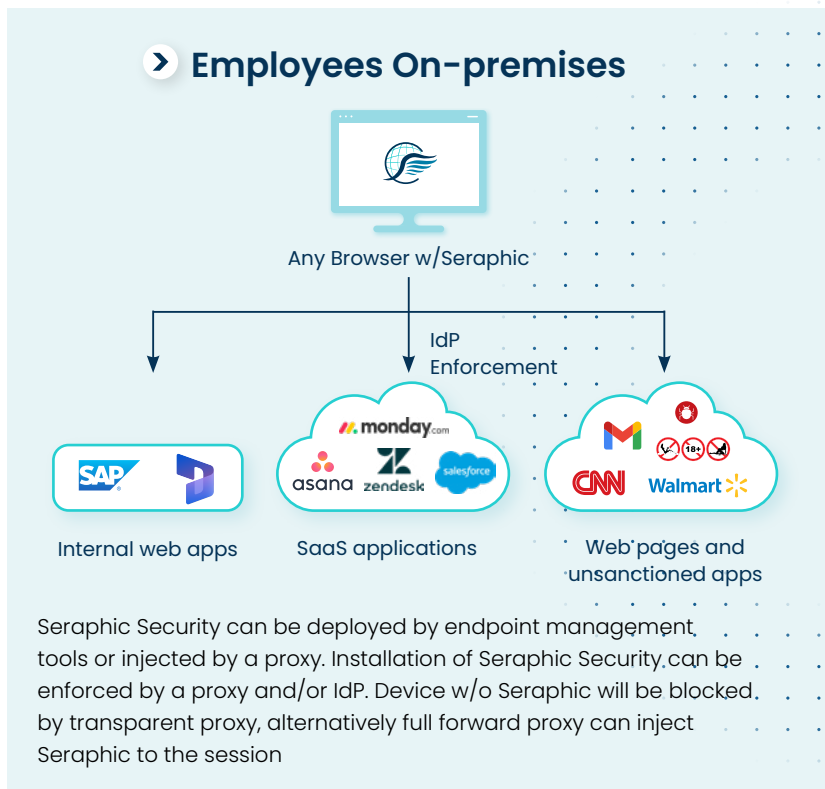 Employees On-premises
Any Browser w/Seraphic
IdP
Enforcement
SAP
monday.com
asana
zendesk
salesforce
18+
CNN
Walmart
Internal web apps
SaaS applications
Web pages and
unsanctioned apps
Seraphic Security can be deployed by endpoint management
tools or injected by a proxy. Installation of Seraphic Security can be
enforced by a proxy and/or IdP. Device w/o Seraphic will be blocked
by transparent proxy, alternatively full forward proxy can inject
Seraphic to the session